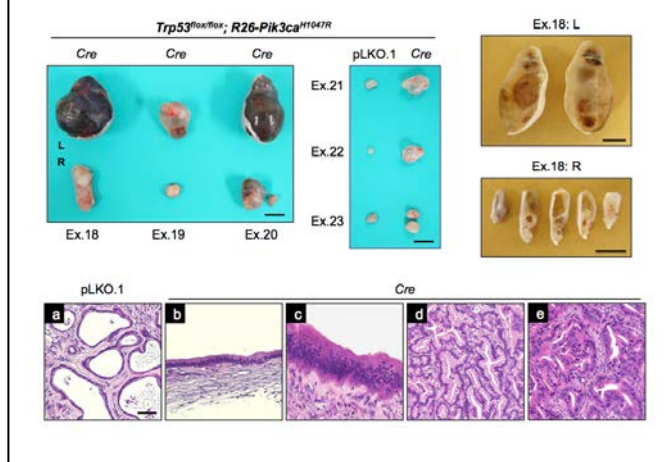 Trp53flox/flox; R26-Pik3caH1047R
Cre Cre Cre
L
R
Ex.18 Ex.19 Ex.20
pLKO.1 Cre
Ex.21
Ex.22
Ex.23
Ex.18: L
Ex.18: R
pLKO.1 Cre
a b c d e